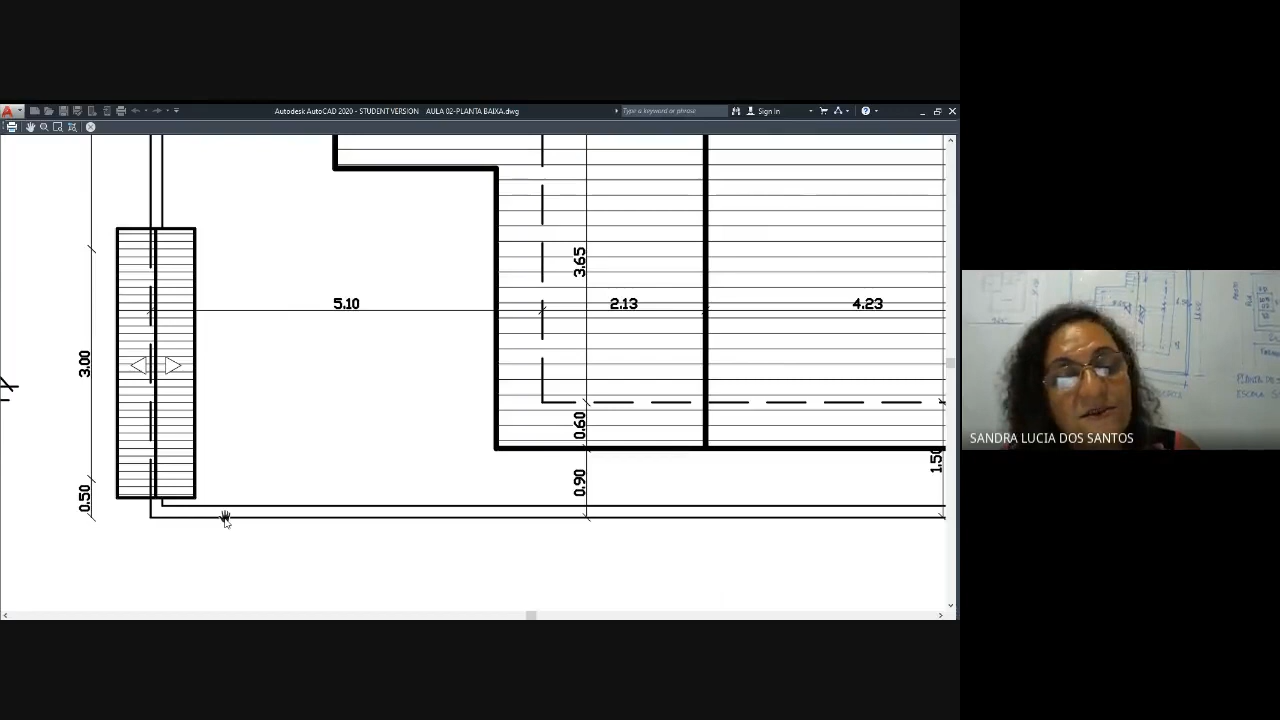 Autodesk AutoCAD 2020 - STUDENT VERSION AULA 02-PLANTA BAIXA.dwg
Type a keyword or phrase
Sign In
3.65
5.10
2.13
4.23
3.00
0.60
0.90
1.50
0.50
SANDRA LUCIA DOS SANTOS